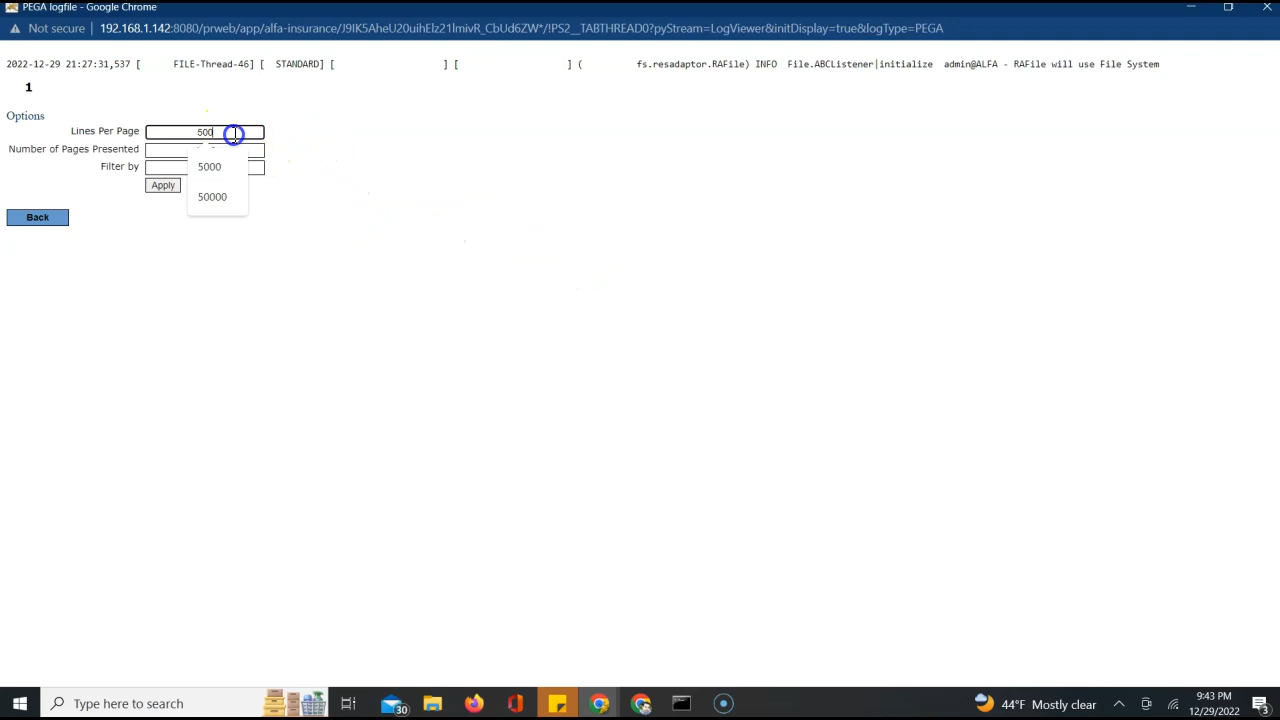 PEGA logfile - Google Chrome
Not secure 192.168.1.142:8080/prweb/app/alfa-insurance/J9IK5AheU20uihElz21lmivR_CbUd6ZW*/!PS2__TABTHREAD0?pyStream=LogViewer&initDisplay=true&logType=PEGA
2022-12-29 21:27:31,537 [ FILE-Thread-46] [ STANDARD] [ ] [ ] ( fs.resadaptor.RAFile) INFO File.ABCListener|initialize admin@ALFA - RAFile will use File System
1
Options
Lines Per Page 500
Number of Pages Presented
5000
Filter by
Apply
50000
Back
Type here to search
30
44°F Mostly clear
9:43 PM
12/29/2022
3